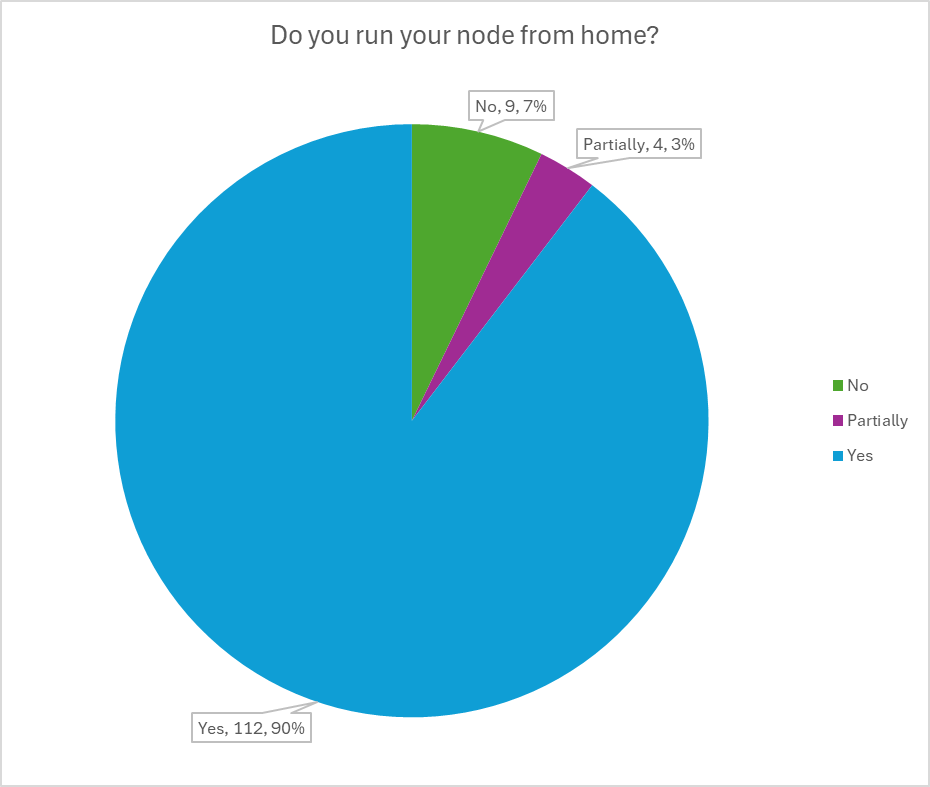 Do you run your node from home?
No, 9, 7%
Partially, 4, 3%
No
Partially
Yes
Yes, 112, 90%